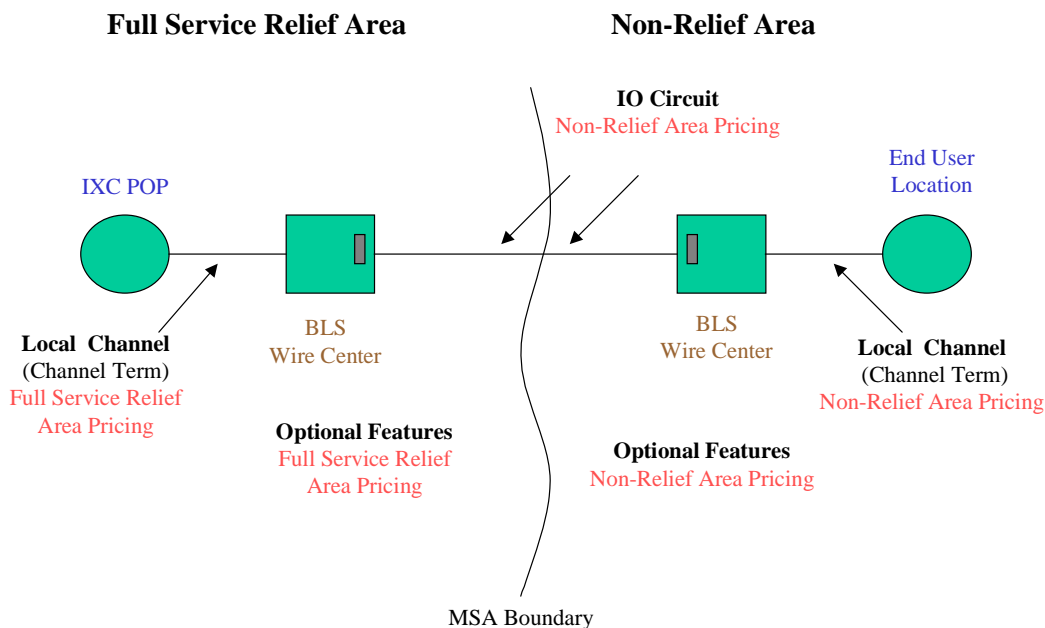 Full Service Relief Area
Non-Relief Area
IO Circuit
Non-Relief Area Pricing
IXC POP
End User
Location
BLS
Wire Center
BLS
Wire Center
Local Channel
(Channel Term)
Full Service Relief
Area Pricing
Local Channel
(Channel Term)
Non-Relief Area Pricing
Optional Features
Full Service Relief
Area Pricing
Optional Features
Non-Relief Area Pricing
MSA Boundary